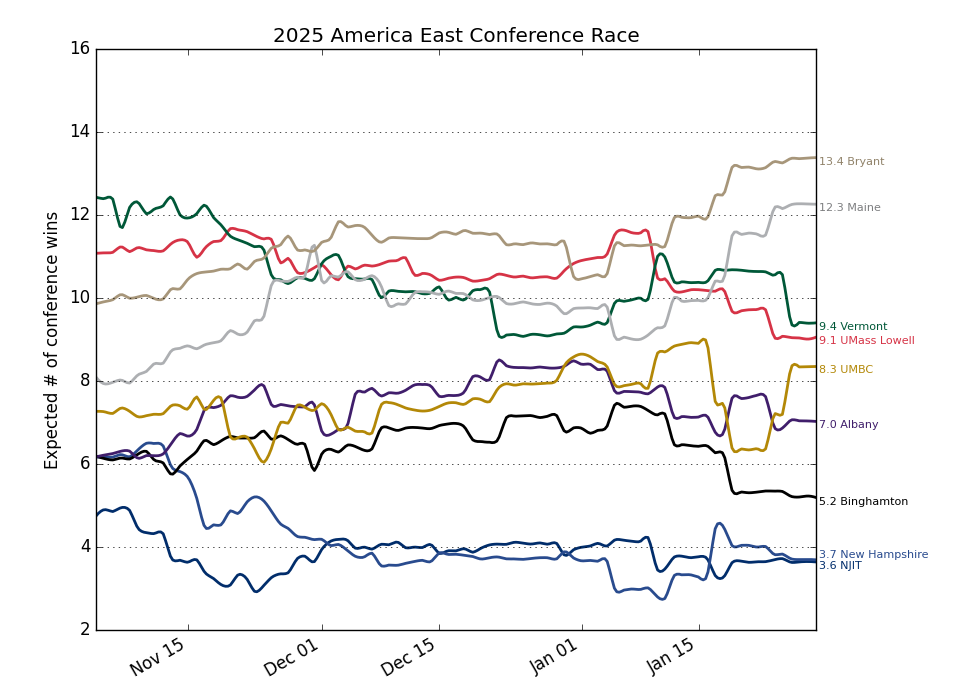 2025 America East Conference Race
Expected # of conference wins
16
14
12
10
8
6
4
2
13.4 Bryant
12.3 Maine
9.4 Vermont
9.1 UMass Lowell
8.3 UMBC
7.0 Albany
5.2 Binghamton
3.7 New Hampshire
3.6 NJIT
Nov 15
Dec 01
Dec 15
Jan 01
Jan 15